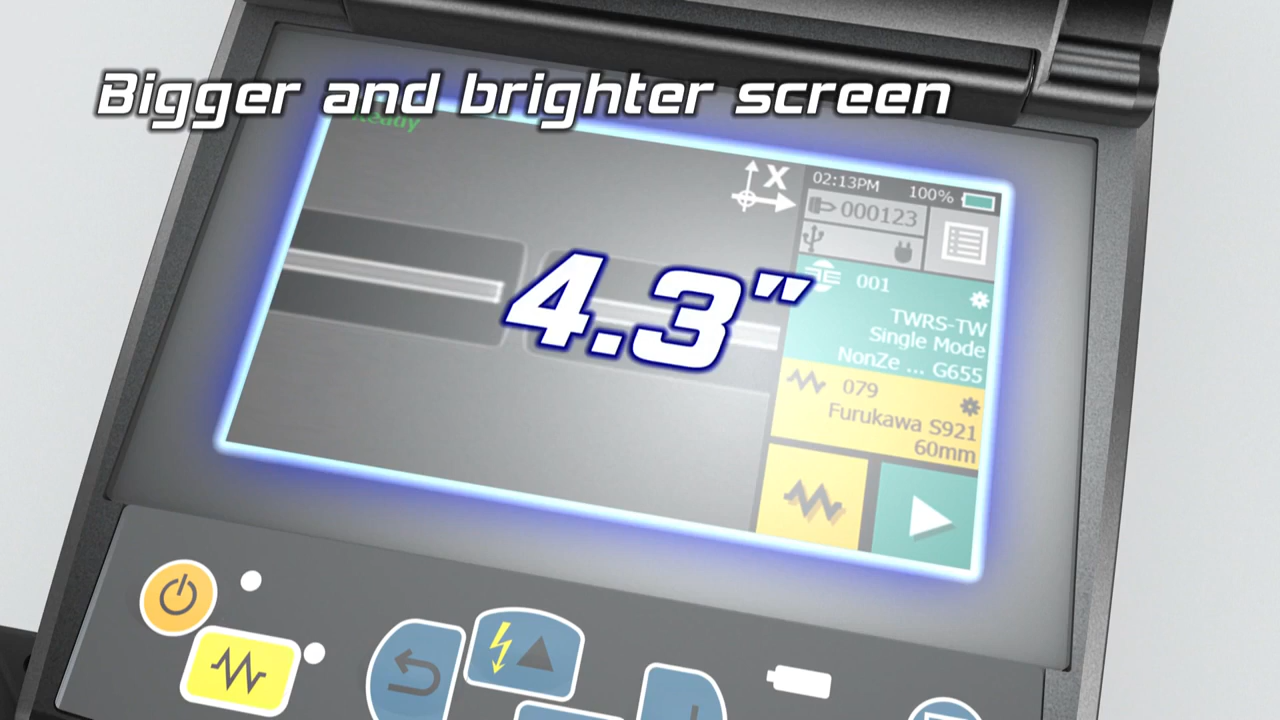 Bigger and brighter screen
Ready
X
02:13PM 100%
000123
001
TWRS-TW
Single Mode
NonZe ... G655
079
Furukawa S921
60mm
4.3”